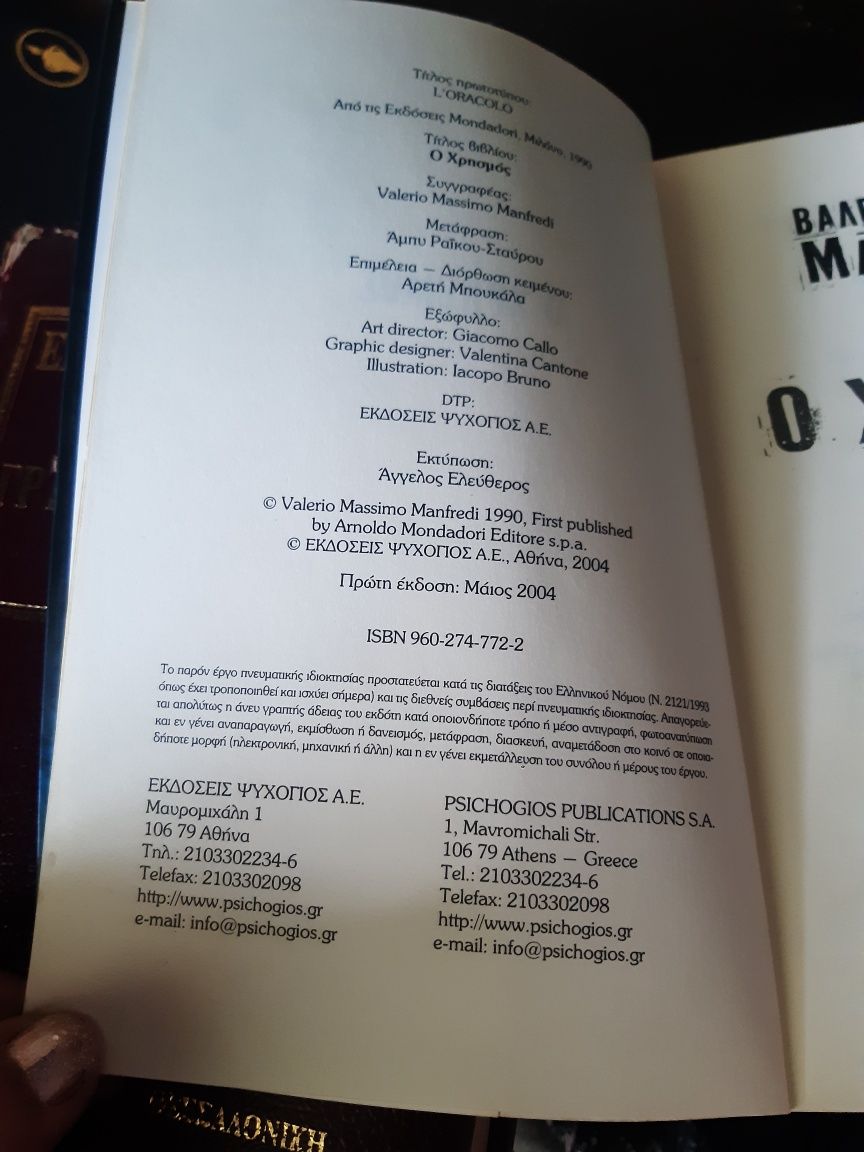 Τίτλος πρωτοτύπου:
L'ORACOLO
Από τις Εκδόσεις Mondadori, Μιλάνο, 1990
Τίτλος βιβλίου:
Ο Χρησμός
Συγγραφέας:
Valerio Massimo Manfredi
Μετάφραση:
Άμπυ Ραΐκου-Σταύρου
Επιμέλεια – Διόρθωση κειμένου:
Αρετή Μπουκάλα
Εξώφυλλο:
Art director: Giacomo Callo
Graphic designer: Valentina Cantone
Illustration: Iacopo Bruno
DTP:
ΕΚΔΟΣΕΙΣ ΨΥΧΟΓΙΟΣ Α.Ε.
Εκτύπωση:
Άγγελος Ελεύθερος
© Valerio Massimo Manfredi 1990, First published
by Arnoldo Mondadori Editore s.p.a.
© ΕΚΔΟΣΕΙΣ ΨΥΧΟΓΙΟΣ Α.Ε., Αθήνα, 2004
Πρώτη έκδοση: Μάιος 2004
ISBN 960-274-772-2
Το παρόν έργο πνευματικής ιδιοκτησίας προστατεύεται κατά τις διατάξεις του Ελληνικού Νόμου (Ν. 2121/1993
όπως έχει τροποποιηθεί και ισχύει σήμερα) και τις διεθνείς συμβάσεις περί πνευματικής ιδιοκτησίας. Απαγορεύε-
ται απολύτως η άνευ γραπτής άδειας του εκδότη κατά οποιονδήποτε τρόπο ή μέσο αντιγραφή, φωτοανατύπωση
και εν γένει αναπαραγωγή, εκμίσθωση ή δανεισμός, μετάφραση, διασκευή, αναμετάδοση στο κοινό σε οποια-
δήποτε μορφή (ηλεκτρονική, μηχανική ή άλλη) και η εν γένει εκμετάλλευση του συνόλου ή μέρους του έργου.
ΕΚΔΟΣΕΙΣ ΨΥΧΟΓΙΟΣ Α.Ε.
Μαυρομιχάλη 1
106 79 Αθήνα
Τηλ.: 2103302234-6
Telefax: 2103302098
http://www.psichogios.gr
e-mail: info@psichogios.gr
PSICHOGIOS PUBLICATIONS S.A.
1, Mavromichali Str.
106 79 Athens – Greece
Tel.: 2103302234-6
Telefax: 2103302098
http://www.psichogios.gr
e-mail: info@psichogios.gr
Ο
ΘΕΣΣΑΛΟΝΙΚΗ